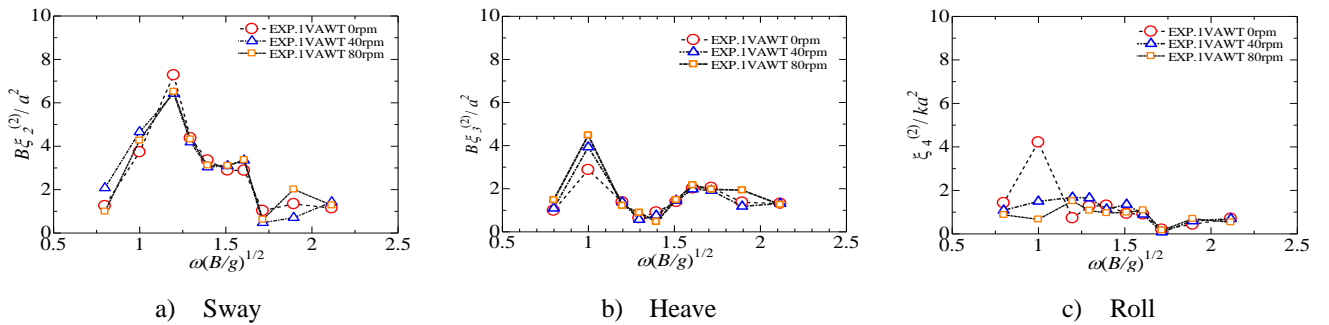 EXP.1VAWT 0rpm
EXP.1VAWT 40rpm
EXP.1VAWT 80rpm
10
8
6
4
2
0
0.5 1 1.5 2 2.5
Bξ₂⁽²⁾/a²
ω(B/g)^1/2
a) Sway
EXP.1VAWT 0rpm
EXP.1VAWT 40rpm
EXP.1VAWT 80rpm
10
8
6
4
2
0
0.5 1 1.5 2 2.5
Bξ₃⁽²⁾/a²
ω(B/g)^1/2
b) Heave
EXP.1VAWT 0rpm
EXP.1VAWT 40rpm
EXP.1VAWT 80rpm
10
8
6
4
2
0
0.5 1 1.5 2 2.5
ξ₄⁽²⁾/ka²
ω(B/g)^1/2
c) Roll